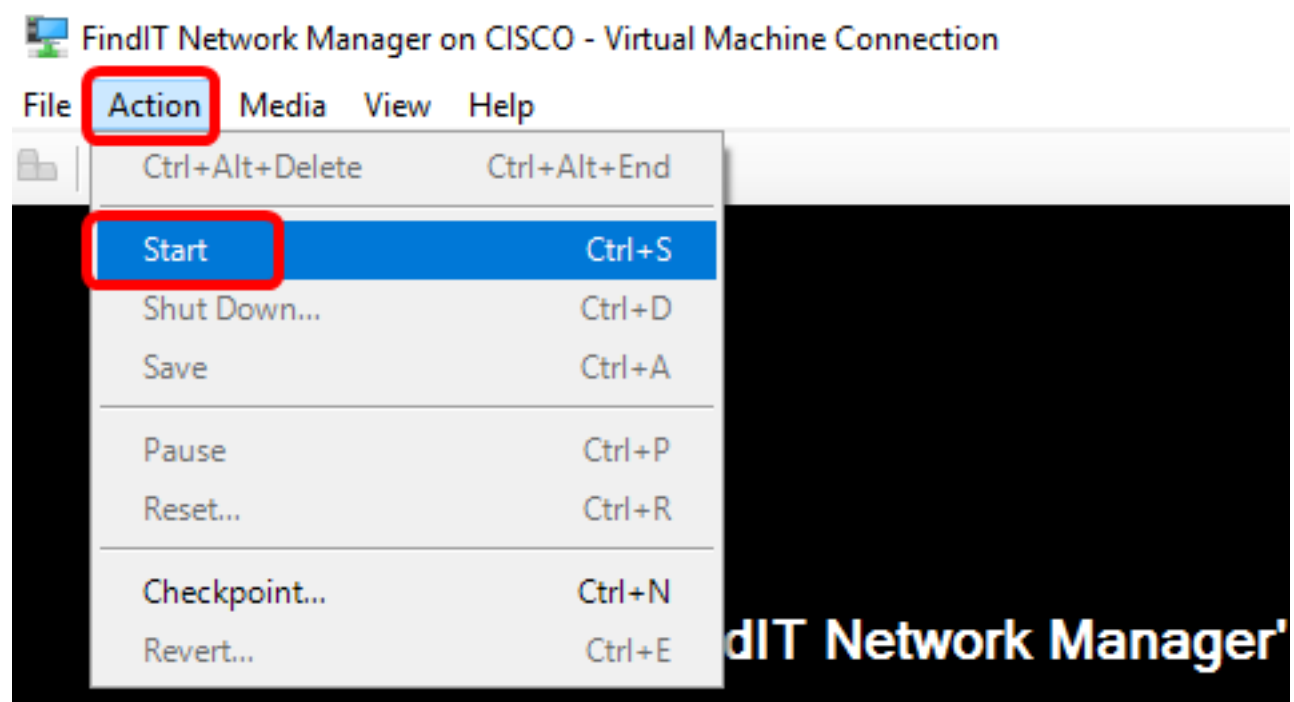 FindIT Network Manager on CISCO - Virtual Machine Connection
File Action Media View Help
Ctrl+Alt+Delete Ctrl+Alt+End
Start Ctrl+S
Shut Down... Ctrl+D
Save Ctrl+A
Pause Ctrl+P
Reset... Ctrl+R
Checkpoint... Ctrl+N
Revert... Ctrl+E
dIT Network Manager'